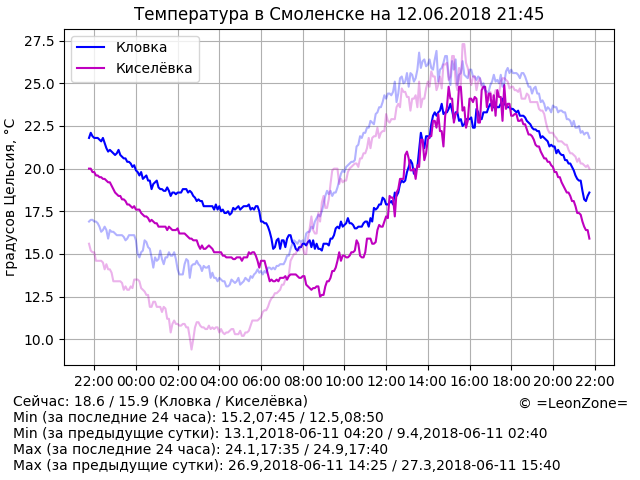 Температура в Смоленске на 12.06.2018 21:45
Кловка
Киселёвка
градусов Цельсия, °C
27.5
25.0
22.5
20.0
17.5
15.0
12.5
10.0
22:00 00:00 02:00 04:00 06:00 08:00 10:00 12:00 14:00 16:00 18:00 20:00 22:00
© =LeonZone=
Сейчас: 18.6 / 15.9 (Кловка / Киселёвка)
Min (за последние 24 часа): 15.2,07:45 / 12.5,08:50
Min (за предыдущие сутки): 13.1,2018-06-11 04:20 / 9.4,2018-06-11 02:40
Max (за последние 24 часа): 24.1,17:35 / 24.9,17:40
Max (за предыдущие сутки): 26.9,2018-06-11 14:25 / 27.3,2018-06-11 15:40